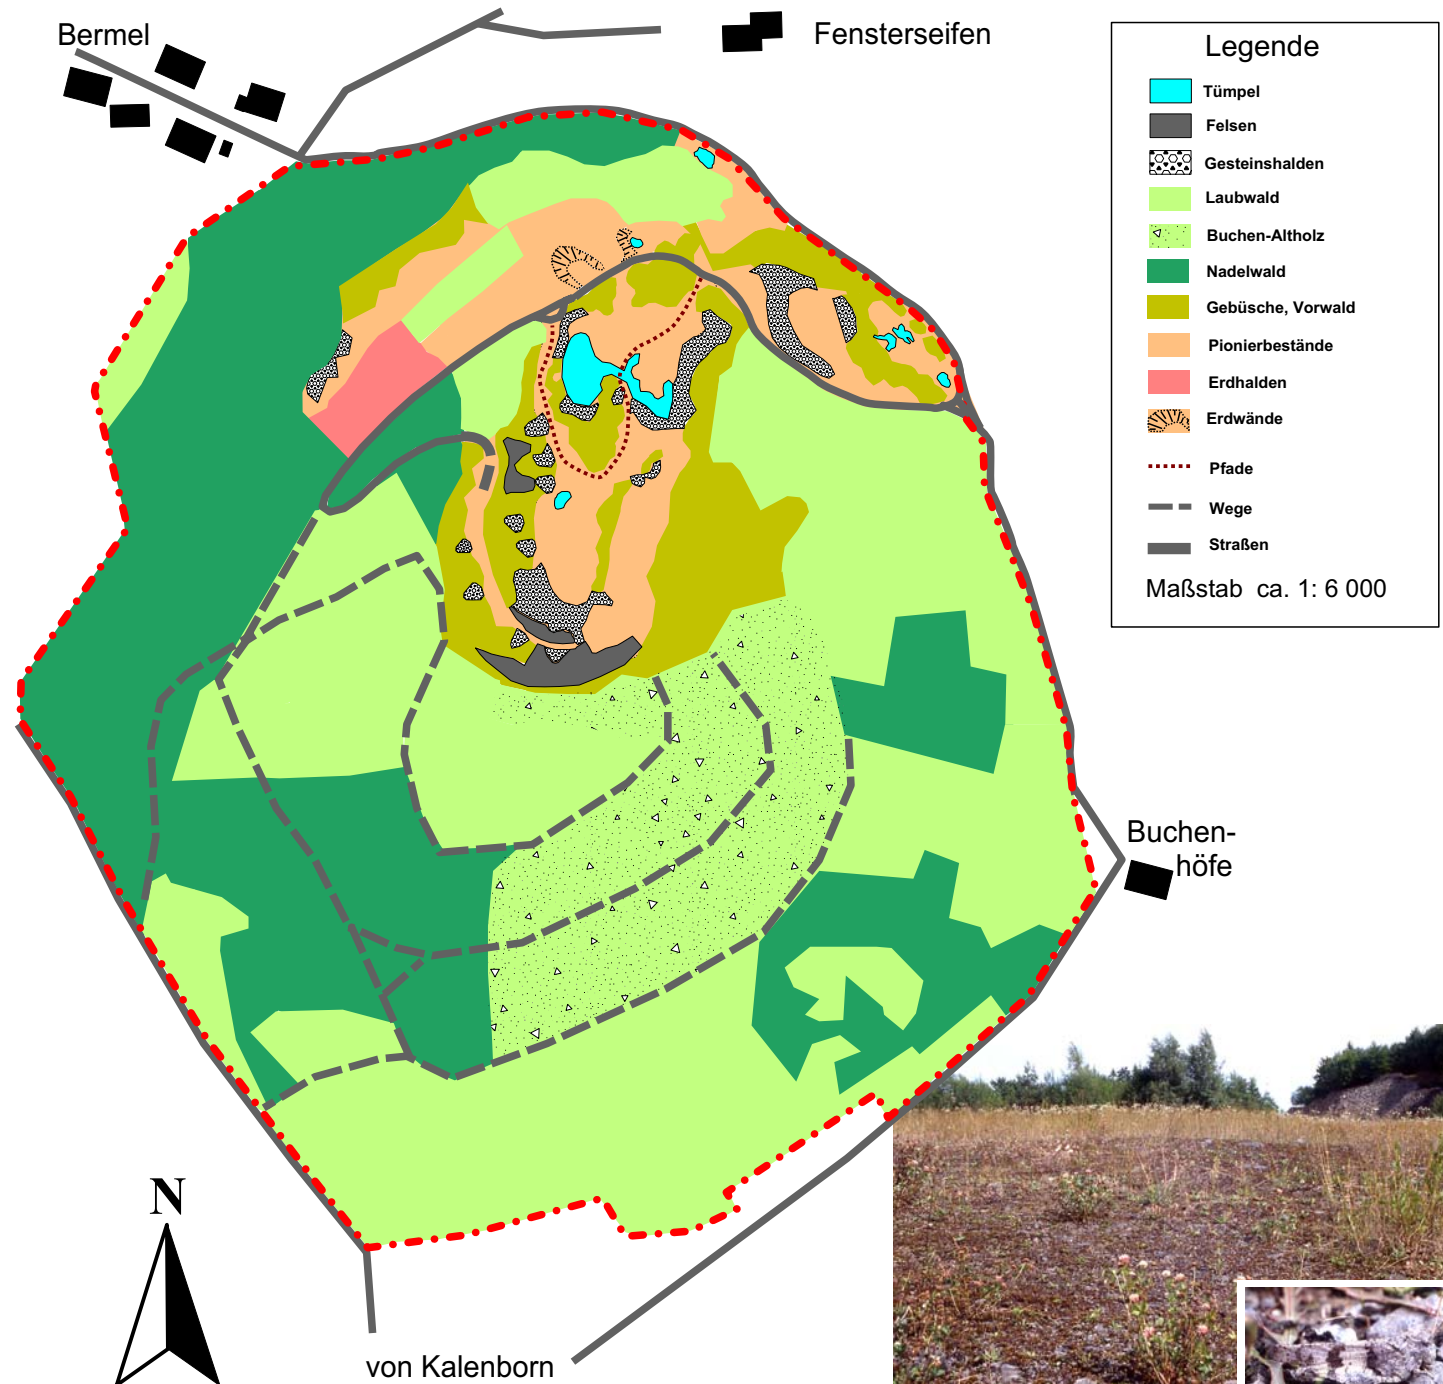 Bermel
Fensterseifen
Legende
Tümpel
Felsen
Gesteinshalden
Laubwald
Buchen-Altholz
Nadelwald
Gebüsche, Vorwald
Pionierbestände
Erdhalden
Erdwände
Pfade
Wege
Straßen
Maßstab ca. 1: 6 000
Buchen-
höfe
N
von Kalenborn